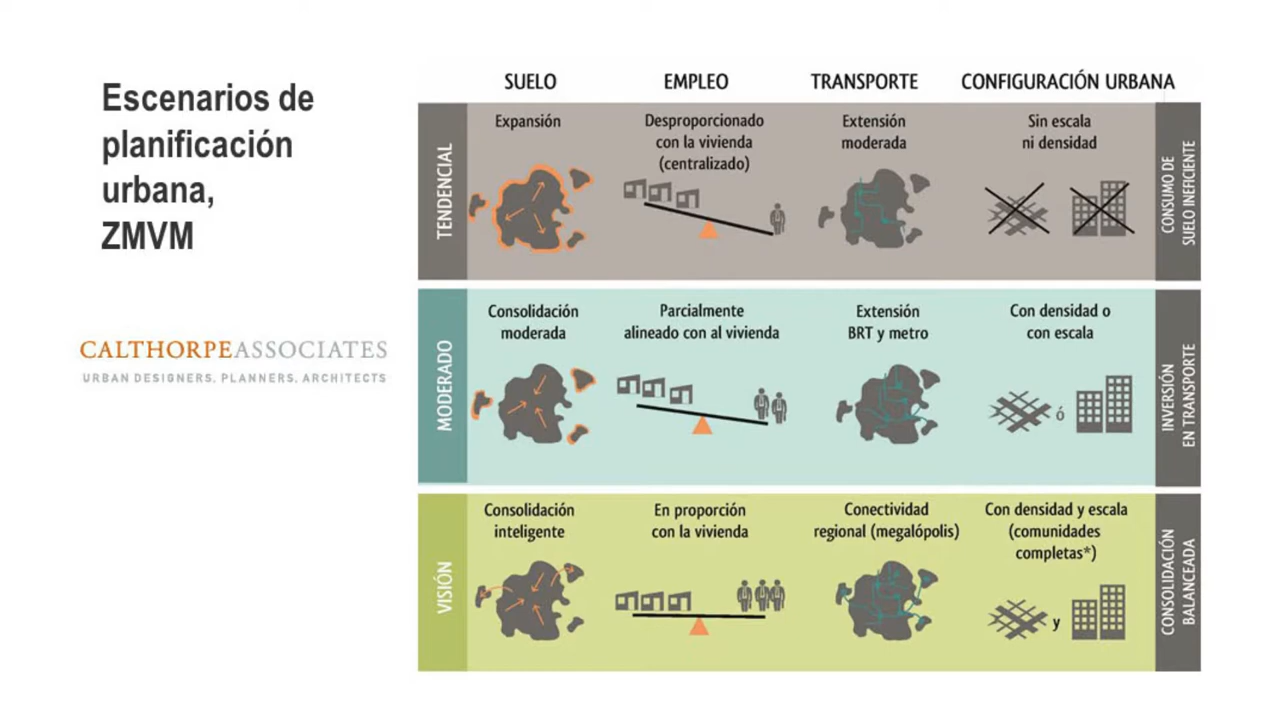 Escenarios de
planificación
urbana,
ZMVM
CALTHORPEASSOCIATES
URBAN DESIGNERS, PLANNERS, ARCHITECTS
SUELO
EMPLEO
TRANSPORTE
CONFIGURACIÓN URBANA
TENDENCIAL
Expansión
Desproporcionado
con la vivienda
(centralizado)
Extensión
moderada
Sin escala
ni densidad
CONSUMO DE
SUELO INEFICIENTE
MODERADO
Consolidación
moderada
Parcialmente
alineado con al vivienda
Extensión
BRT y metro
Con densidad o
con escala
ó
INVERSIÓN
EN TRANSPORTE
VISIÓN
Consolidación
inteligente
En proporción
con la vivienda
Conectividad
regional (megalópolis)
Con densidad y escala
(comunidades
completas*)
y
CONSOLIDACIÓN
BALANCEADA